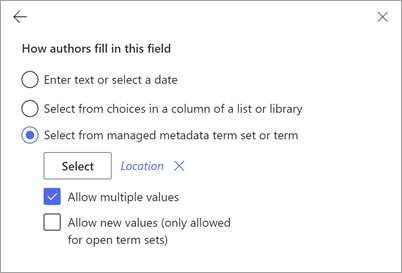 How authors fill in this field
Enter text or select a date
Select from choices in a column of a list or library
Select from managed metadata term set or term
Select Location
Allow multiple values
Allow new values (only allowed
for open term sets)